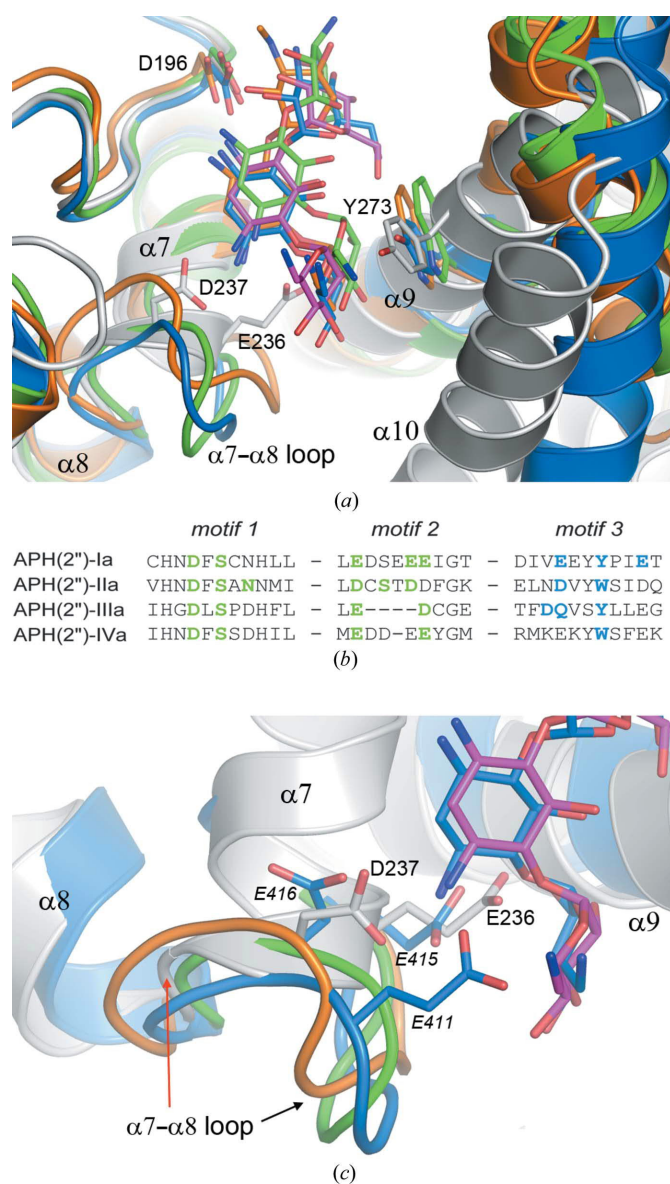 D196
Y273
α7
D237
α9
E236
α10
α8
α7–α8 loop
(a)
motif 1 motif 2 motif 3
APH(2")-Ia CHNDFSCNHLL – LEDSEEEIGT – DIVEEYYPIET
APH(2")-IIa VHNDFSANNMI – LDCSTDDFGK – ELNDVYWSIDQ
APH(2")-IIIa IHGDLSPDHFL – LE----DCGE – TFDQVSYLLEG
APH(2")-IVa IHNDFSSDHIL – MEDD-EEYGM – RMKEKYWSFEK
(b)
α7
D237
E416
α8
E236
α9
E415
E411
α7–α8 loop
(c)